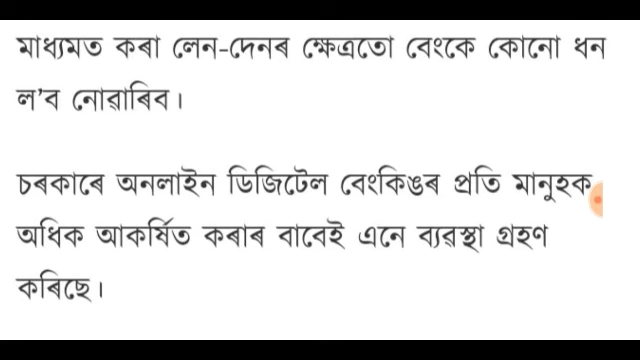 মাধ্যমত কৰা লেন-দেনৰ ক্ষেত্ৰতো বেংকে কোনো ধন
ল'ব নোৱাৰিব।
চৰকাৰে অনলাইন ডিজিটেল বেংকিঙৰ প্ৰতি মানুহক
অধিক আকৰ্ষিত কৰাৰ বাবেই এনে ব্যৱস্থা গ্ৰহণ
কৰিছে।